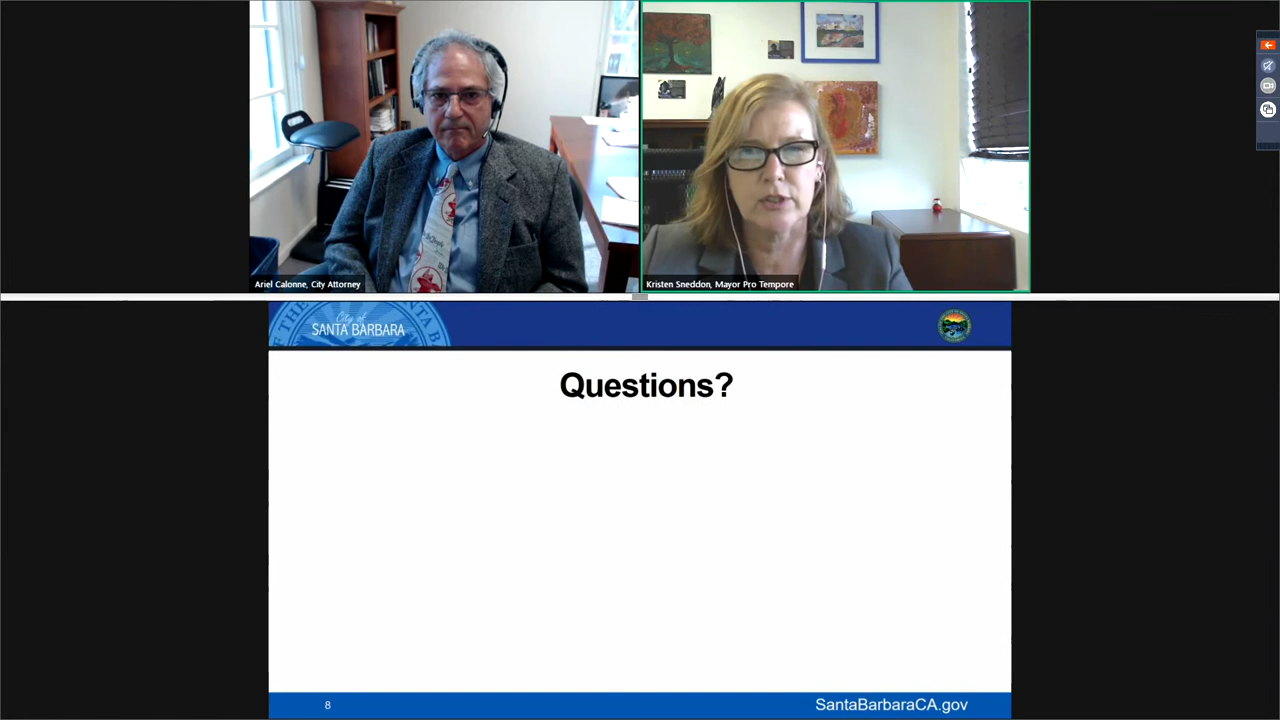 Ariel Calonne, City Attorney
Kristen Sneddon, Mayor Pro Tempore
City of
SANTA BARBARA
Questions?
8
SantaBarbaraCA.gov